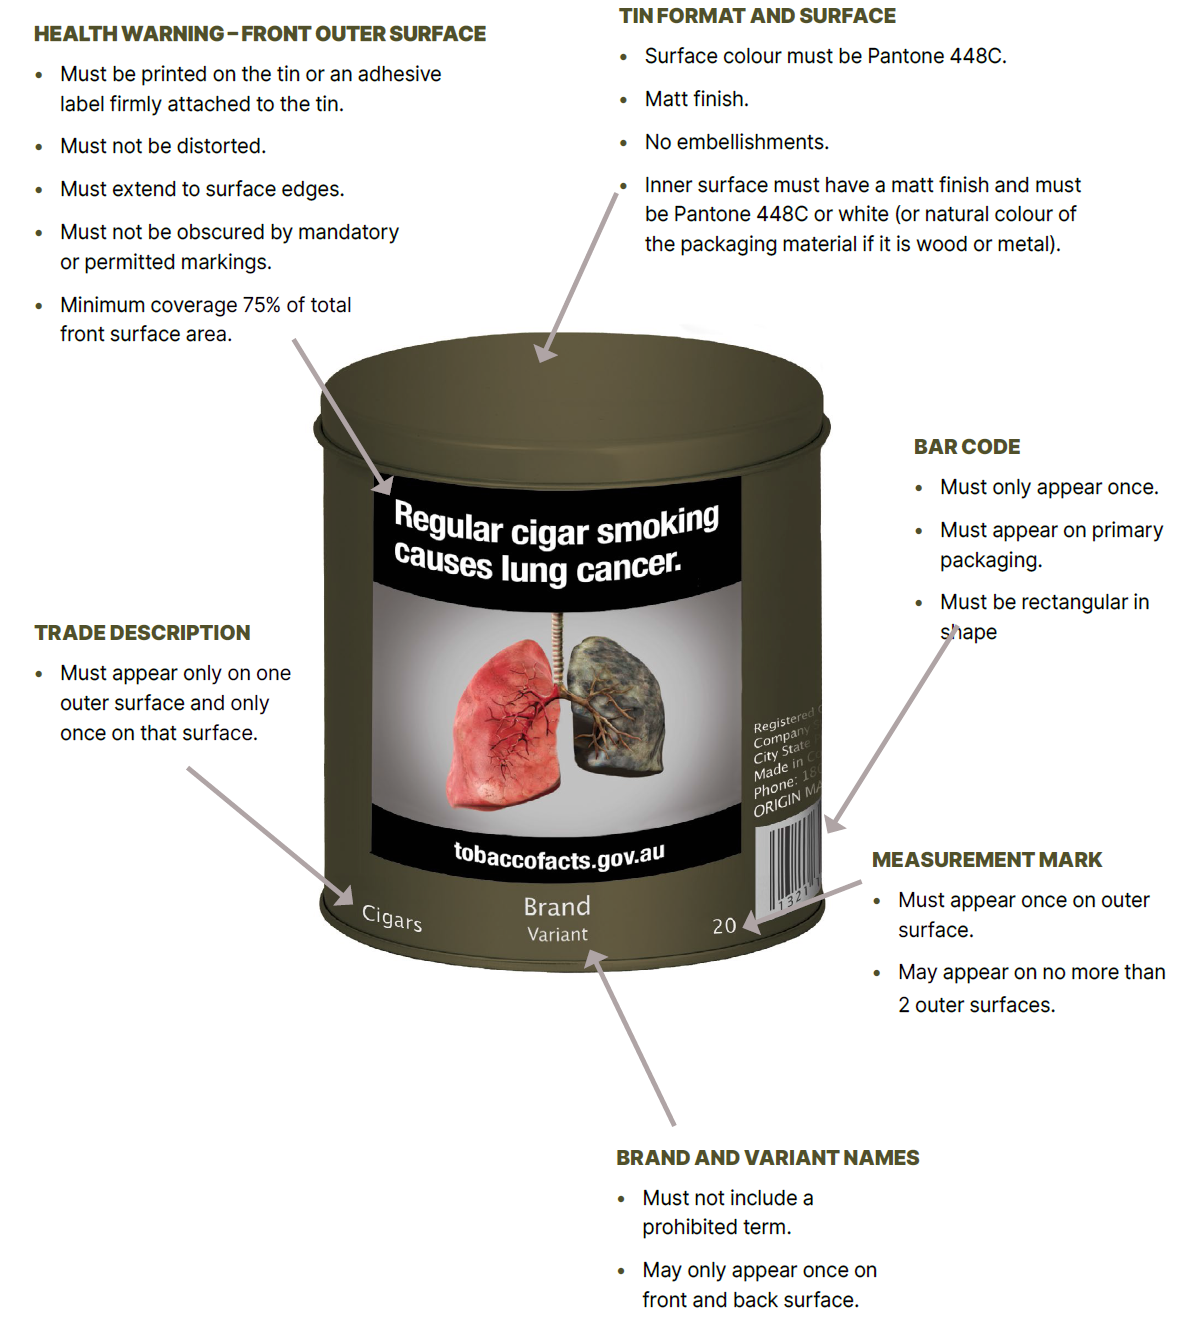 HEALTH WARNING – FRONT OUTER SURFACE
• Must be printed on the tin or an adhesive
label firmly attached to the tin.
• Must not be distorted.
• Must extend to surface edges.
• Must not be obscured by mandatory
or permitted markings.
• Minimum coverage 75% of total
front surface area.
TIN FORMAT AND SURFACE
• Surface colour must be Pantone 448C.
• Matt finish.
• No embellishments.
• Inner surface must have a matt finish and must
be Pantone 448C or white (or natural colour of
the packaging material if it is wood or metal).
BAR CODE
• Must only appear once.
• Must appear on primary
packaging.
• Must be rectangular in
shape
TRADE DESCRIPTION
• Must appear only on one
outer surface and only
once on that surface.
Regular cigar smoking
causes lung cancer.
tobaccofacts.gov.au
Registered
Company
City State
Made in
Phone:
ORIGIN
Cigars
Brand
Variant
20
MEASUREMENT MARK
• Must appear once on outer
surface.
• May appear on no more than
2 outer surfaces.
BRAND AND VARIANT NAMES
• Must not include a
prohibited term.
• May only appear once on
front and back surface.